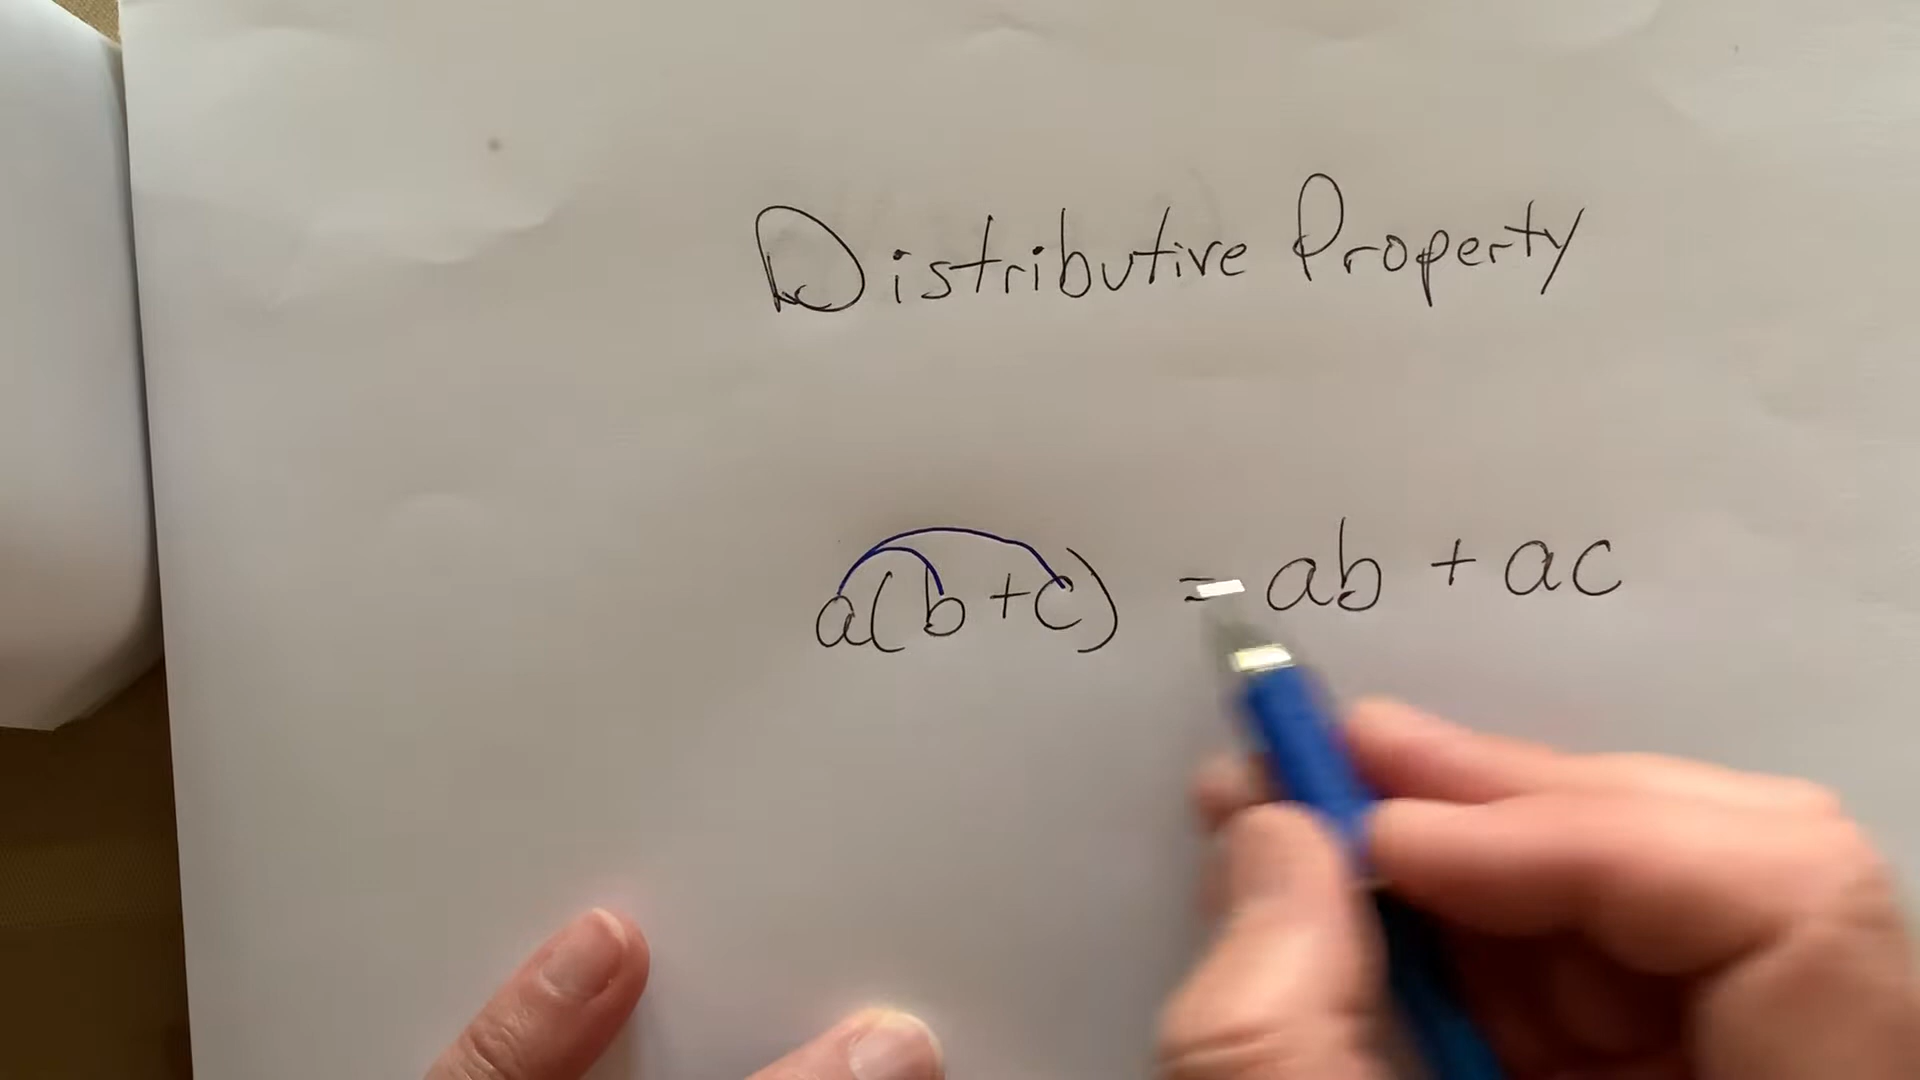 Distributive Property
a(b+c) = ab + ac